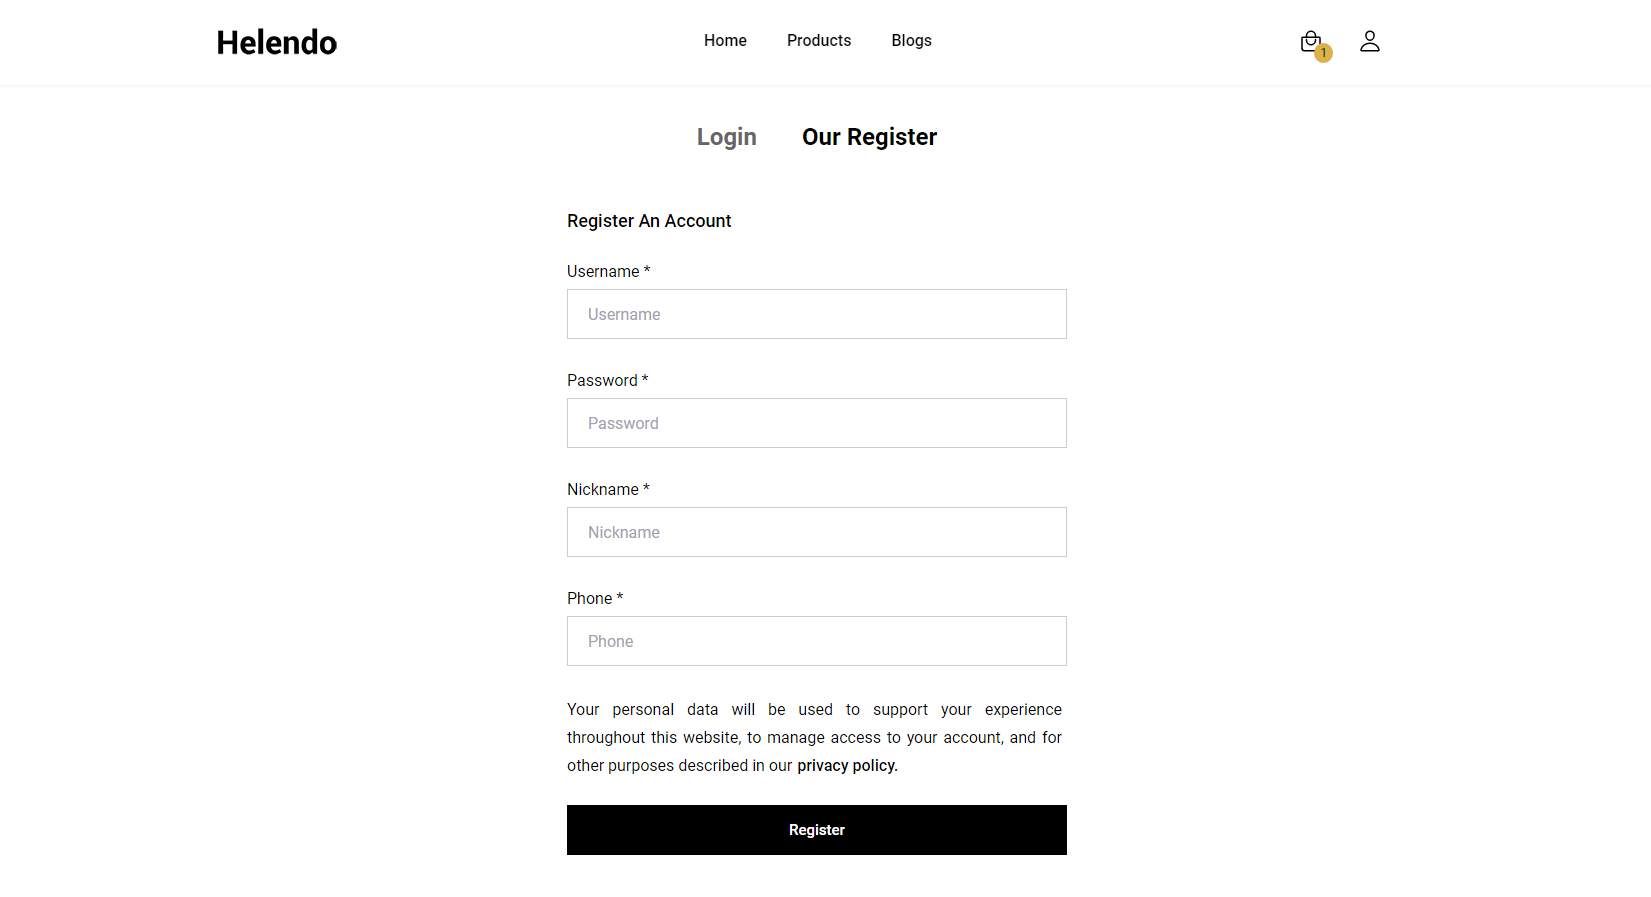 Helendo
Home Products Blogs
1
Login Our Register
Register An Account
Username *
Username
Password *
Password
Nickname *
Nickname
Phone *
Phone
Your personal data will be used to support your experience
throughout this website, to manage access to your account, and for
other purposes described in our privacy policy.
Register